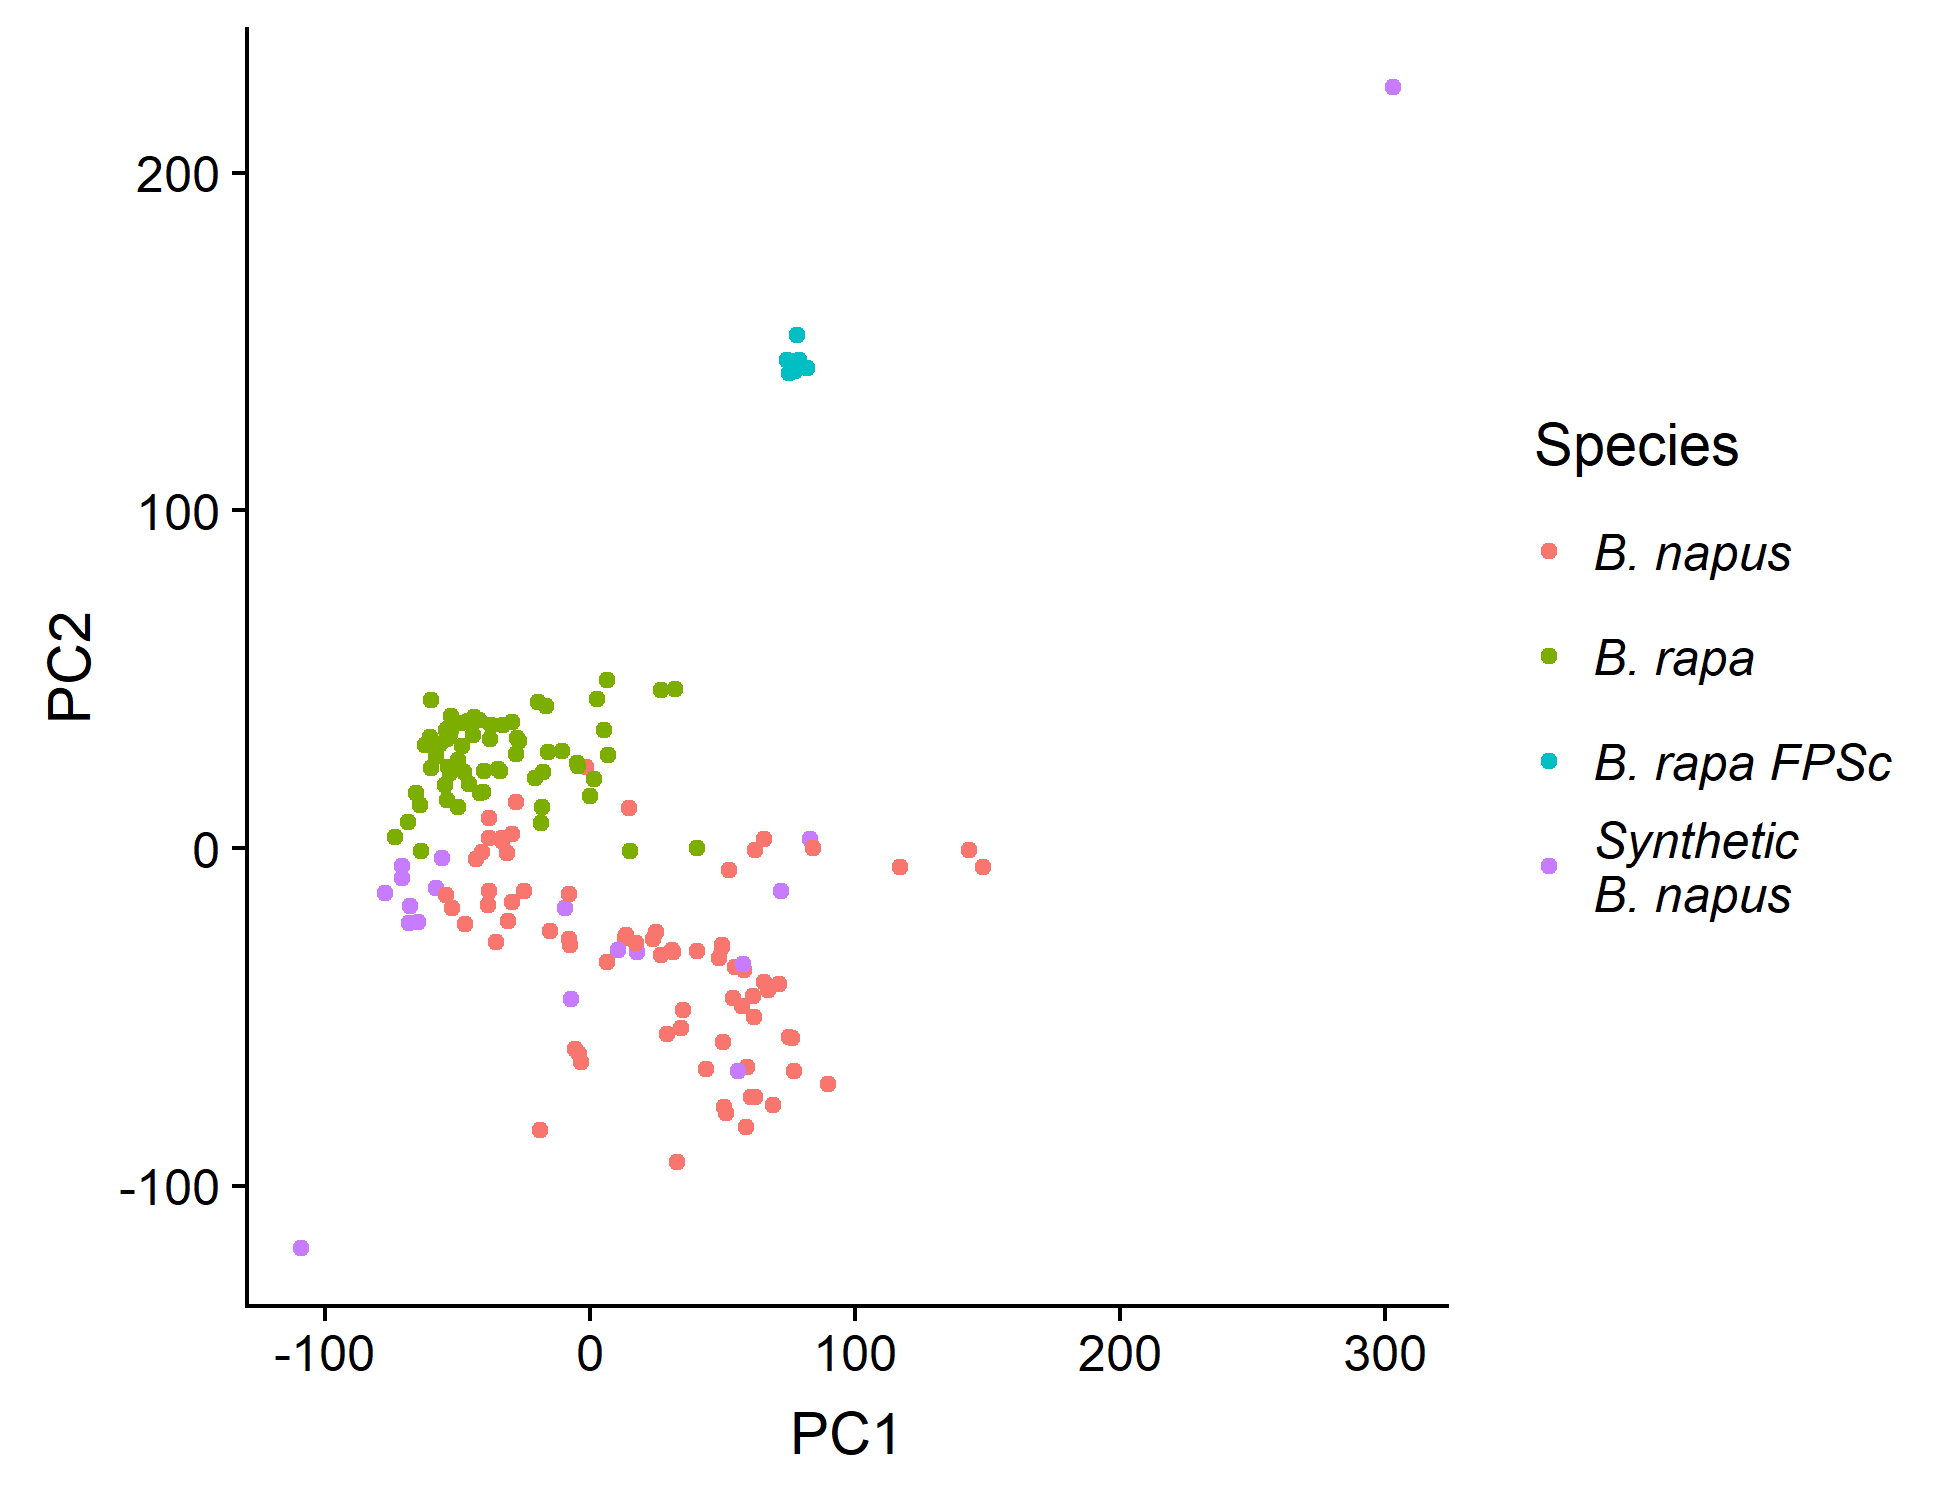 200
100
0
-100
PC2
-100 0 100 200 300
PC1
Species
B. napus
B. rapa
B. rapa FPSc
Synthetic
B. napus